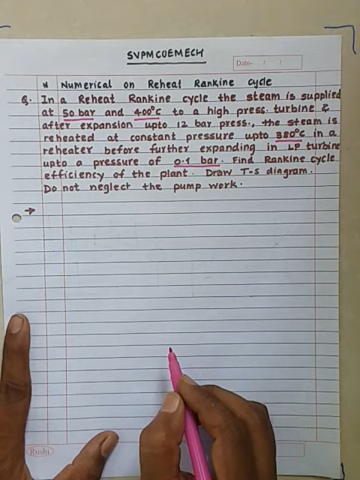 SVPMCOEMECH
Date- / /
* Numerical on Reheat Rankine Cycle
Q. In a Reheat Rankine cycle the steam is supplied
at 50 bar and 400°C to a high press. turbine &
after expansion upto 12 bar press., the steam is
reheated at constant pressure upto 380°C in a
reheater before further expanding in LP turbine
upto a pressure of 0.1 bar. Find Rankine cycle
efficiency of the plant. Draw T-S diagram.
Do not neglect the pump work.
→
Rushi